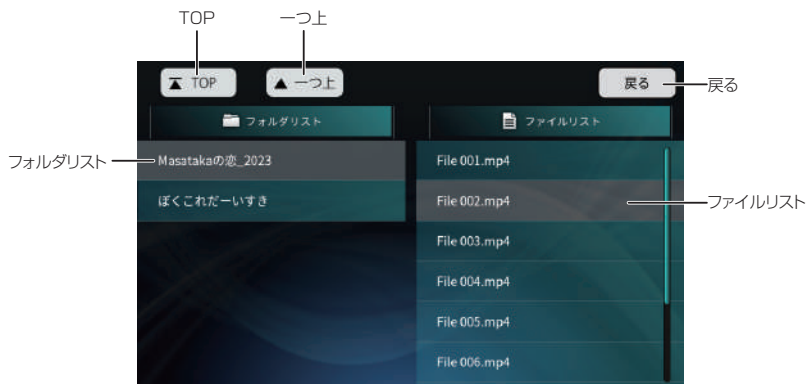 TOP
一つ上
TOP
一つ上
戻る
戻る
フォルダリスト
ファイルリスト
フォルダリスト
Masatakaの恋_2023
File 001.mp4
ぼくこれだーいすき
File 002.mp4
ファイルリスト
File 003.mp4
File 004.mp4
File 005.mp4
File 006.mp4